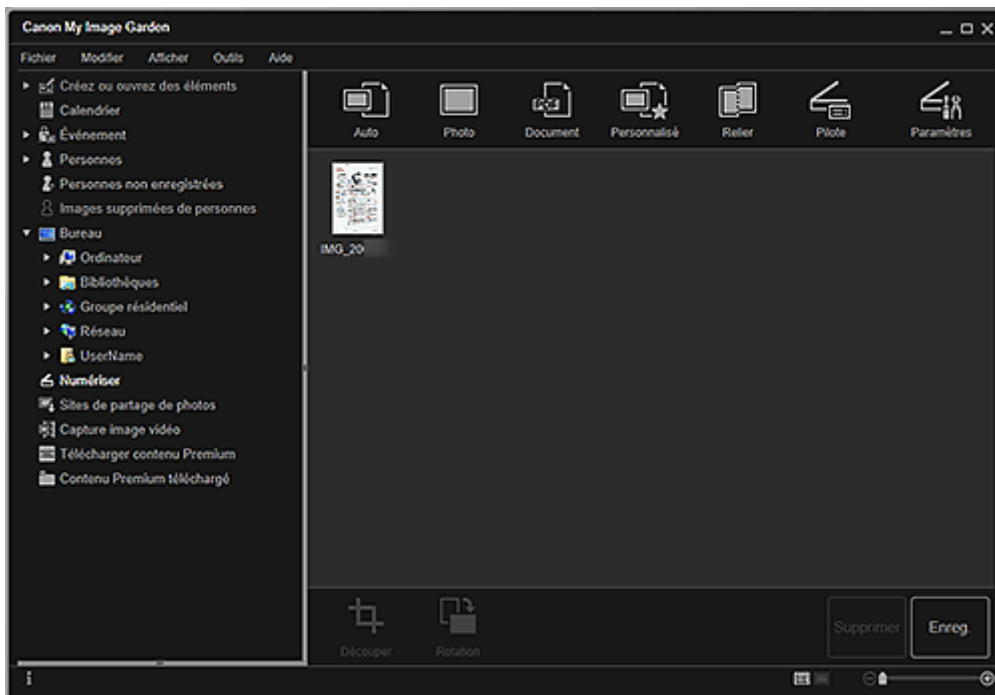 Canon My Image Garden
Fichier Modifier Afficher Outils Aide
Créez ou ouvrez des éléments
Calendrier
Événement
Personnes
Personnes non enregistrées
Images supprimées de personnes
Bureau
Ordinateur
Bibliothèques
Groupe résidentiel
Réseau
UserName
Numériser
Sites de partage de photos
Capture image vidéo
Télécharger contenu Premium
Contenu Premium téléchargé
Auto Photo Document Personnalisé Relier Pilote Paramètres
IMG_20
Découper Rotation
Supprimer Enreg.